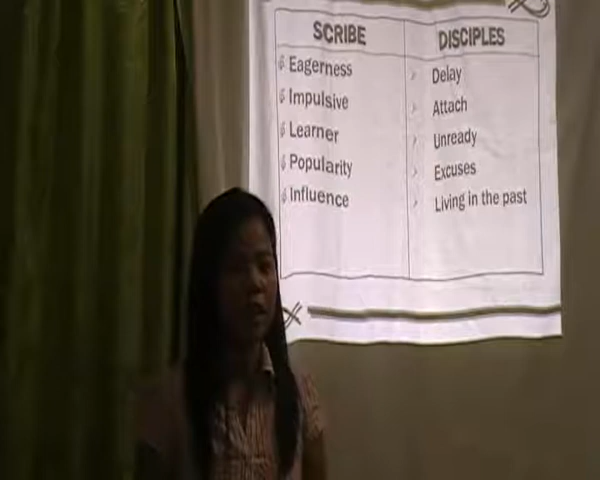 SCRIBE
DISCIPLES
Eagerness
Impulsive
Learner
Popularity
Influence
Delay
Attach
Unready
Excuses
Living in the past